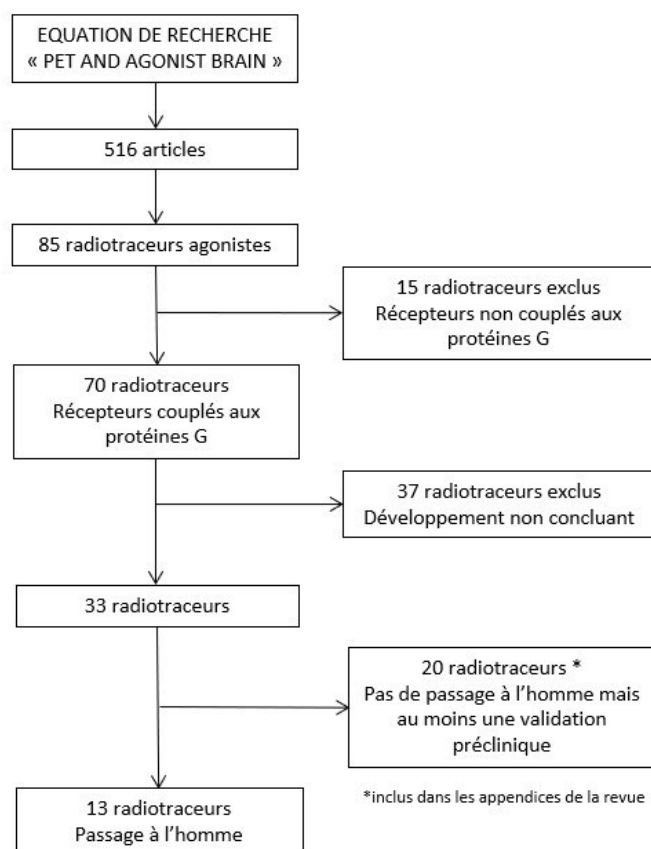 EQUATION DE RECHERCHE
« PET AND AGONIST BRAIN »
516 articles
85 radiotraceurs agonistes
15 radiotraceurs exclus
Récepteurs non couplés aux
protéines G
70 radiotraceurs
Récepteurs couplés aux
protéines G
37 radiotraceurs exclus
Développement non concluant
33 radiotraceurs
20 radiotraceurs *
Pas de passage à l’homme mais
au moins une validation
préclinique
*inclus dans les appendices de la revue
13 radiotraceurs
Passage à l’homme